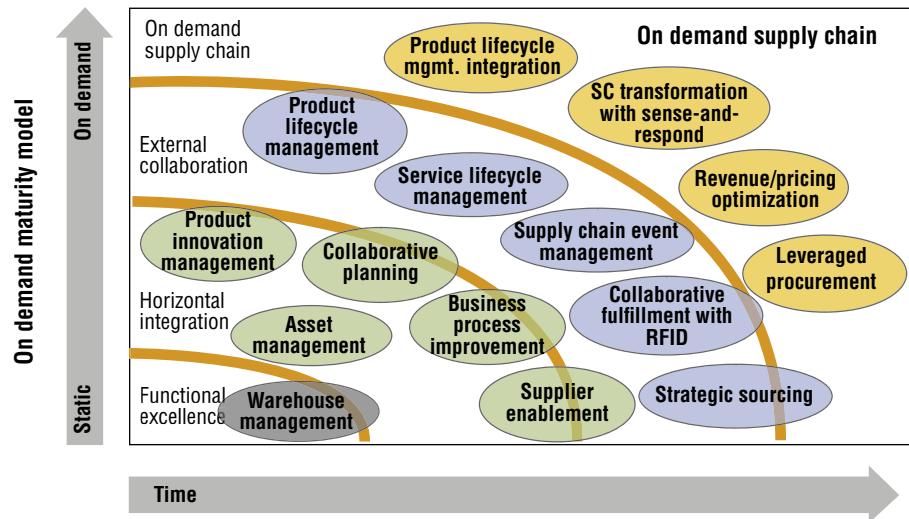 On demand
supply chain
Product lifecycle
mgmt. integration
On demand supply chain
SC transformation
with sense-and-
respond
Product
lifecycle
management
External
collaboration
Service lifecycle
management
Revenue/pricing
optimization
Product
innovation
management
Collaborative
planning
Supply chain event
management
Leveraged
procurement
Horizontal
integration
Asset
management
Business
process
improvement
Collaborative
fulfillment with
RFID
Functional
excellence
Warehouse
management
Supplier
enablement
Strategic sourcing
On demand maturity model
On demand
Static
Time